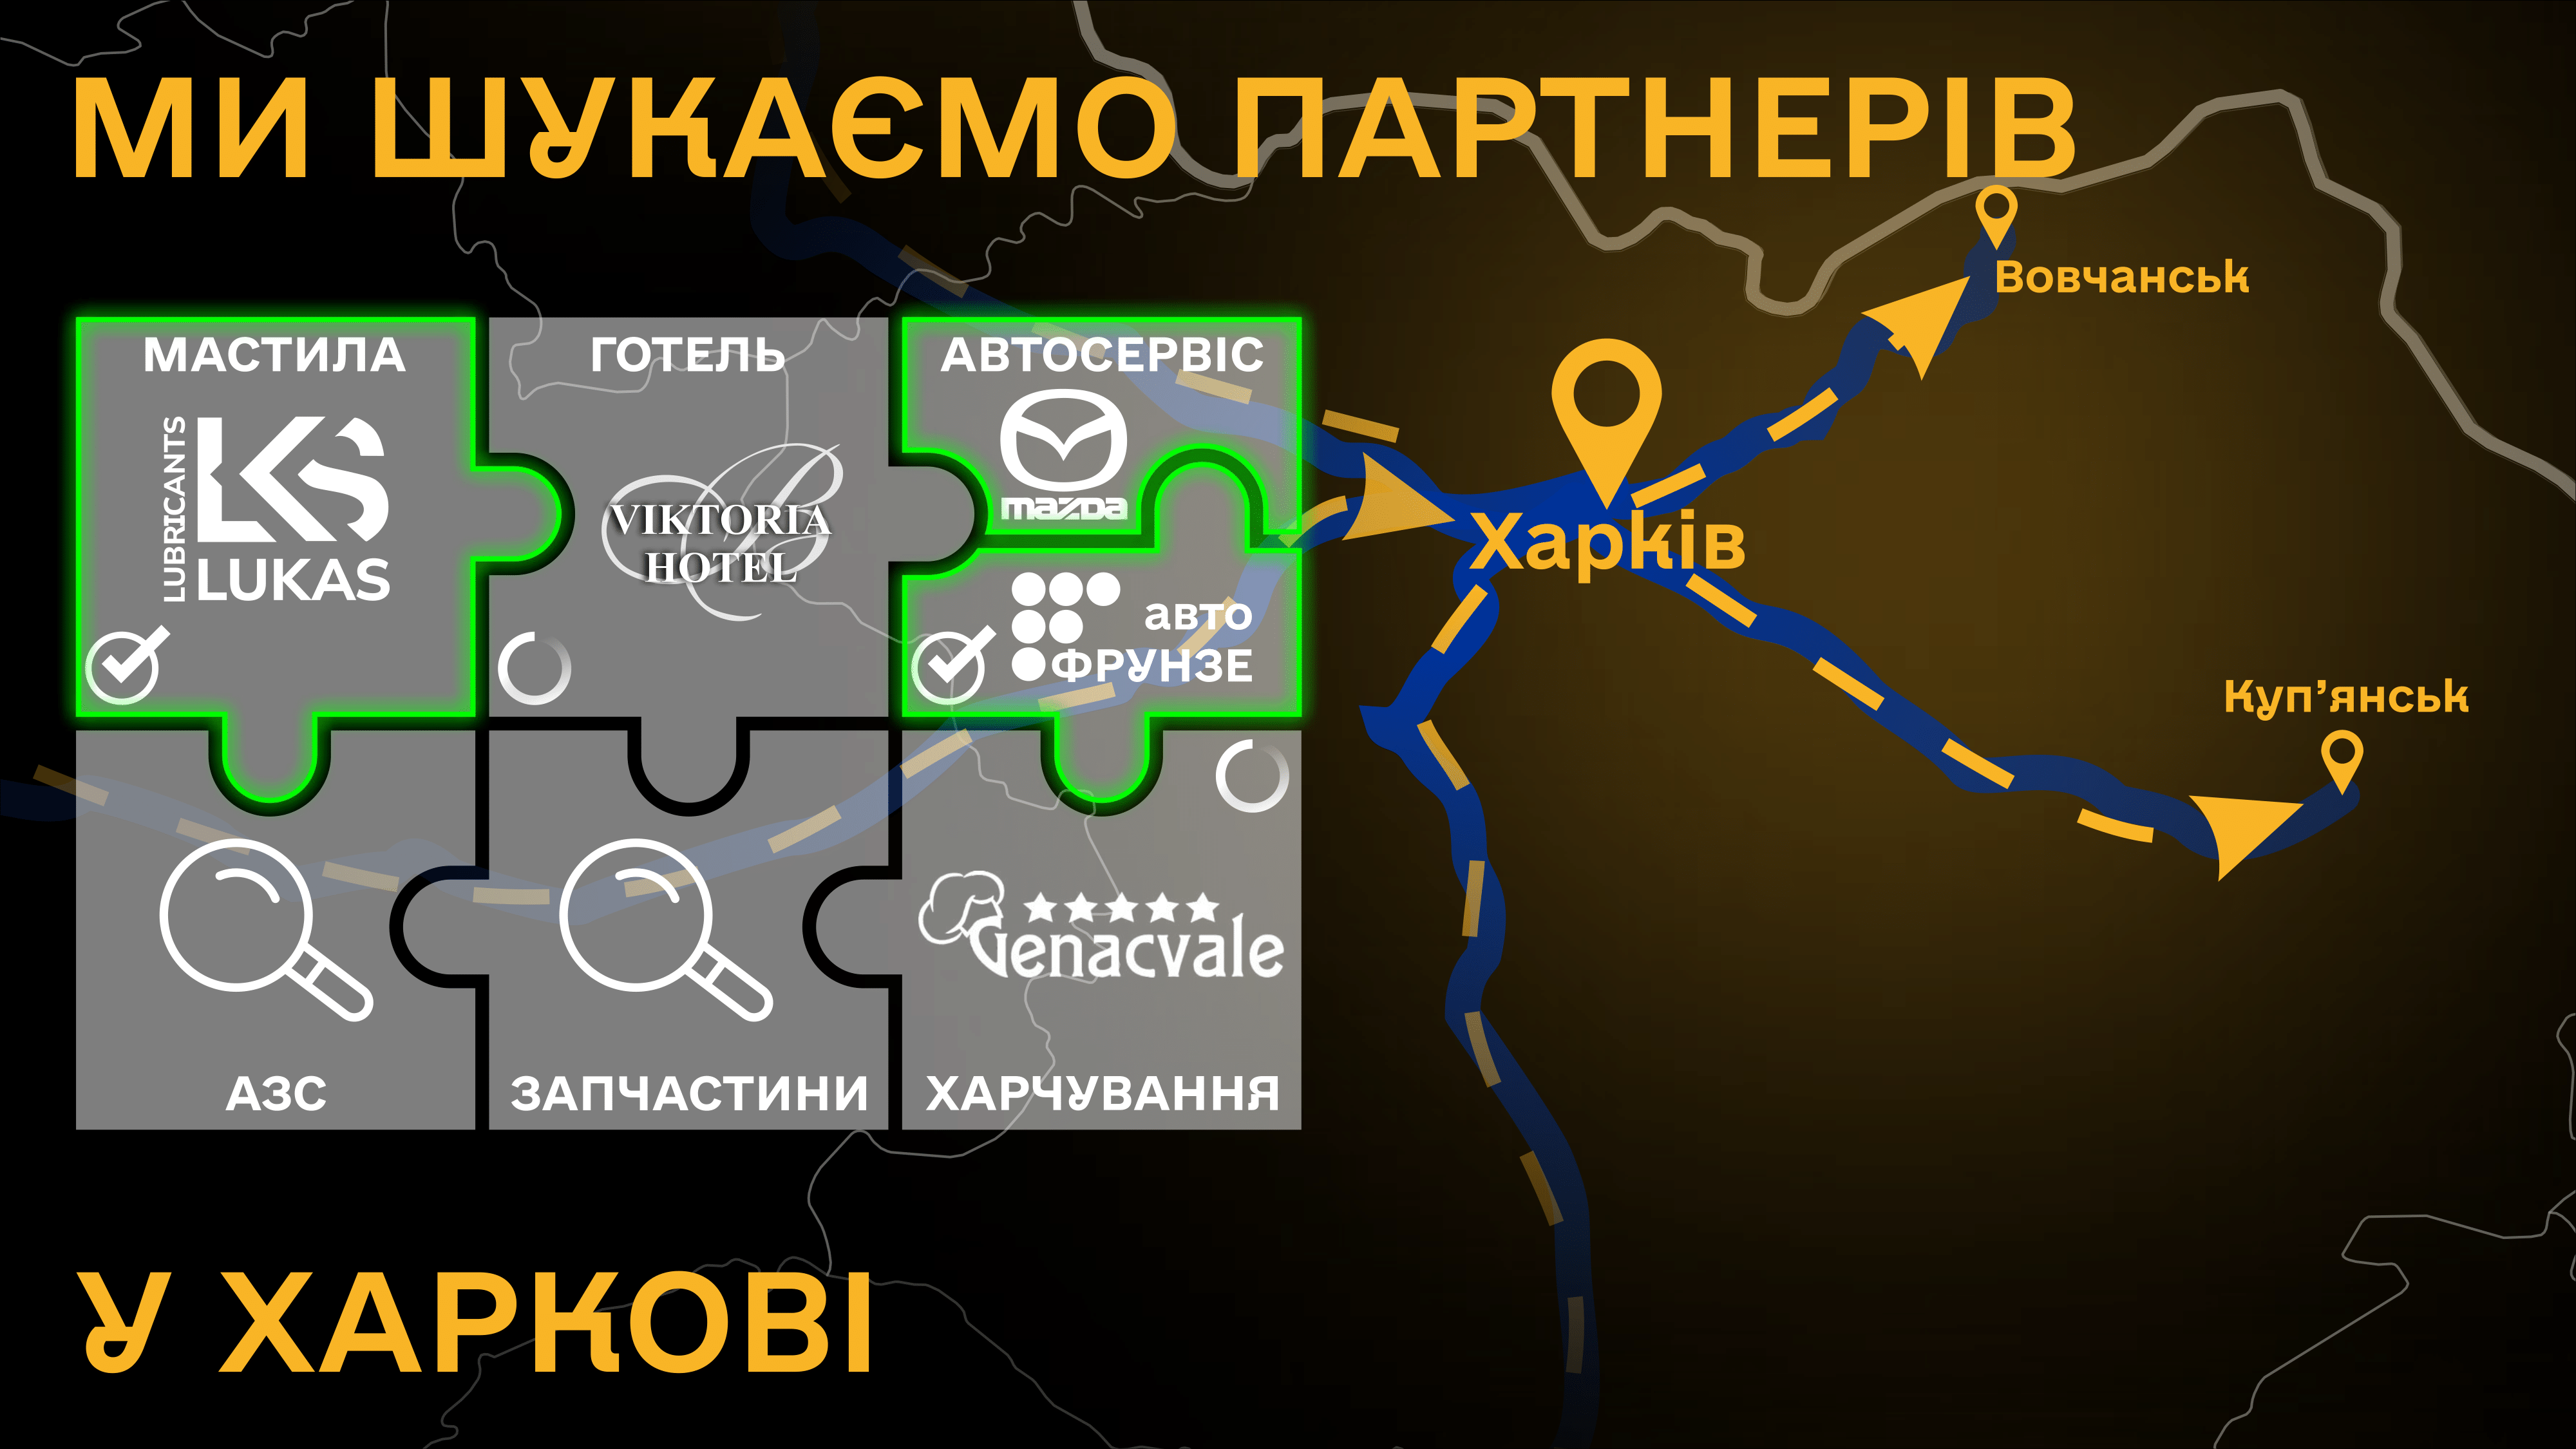 МИ ШУКАЄМО ПАРТНЕРІВ
МАСТИЛА
LUBRICANTS
LKS
LUKAS
ГОТЕЛЬ
B
VIKTORIA
HOTEL
АВТОСЕРВІС
mazda
авто
ФРУНЗЕ
АЗС
ЗАПЧАСТИНИ
Genacvale
ХАРЧУВАННЯ
Вовчанськ
Харків
Куп’янськ
У ХАРКОВІ